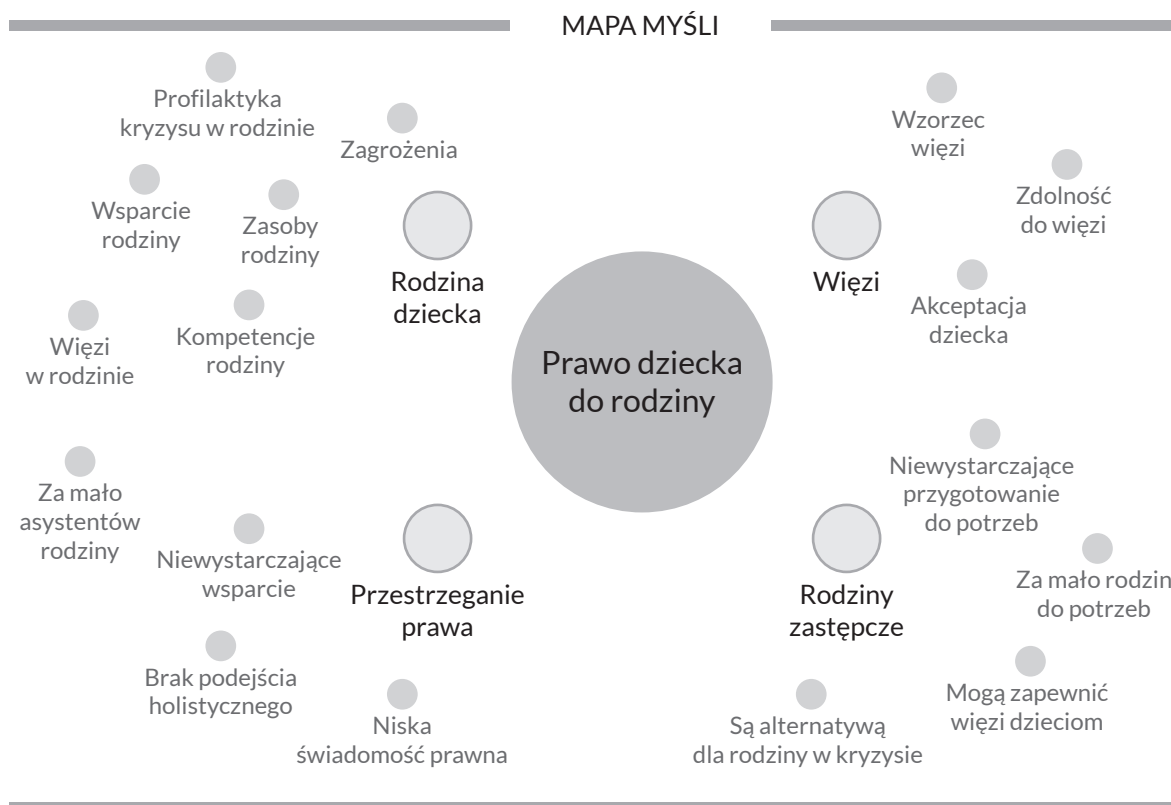 MAPA MYŚLI
Profilaktyka
kryzysu w rodzinie
Zagrożenia
Wsparcie
rodziny
Zasoby
rodziny
Rodzina
dziecka
Więzi
w rodzinie
Kompetencje
rodziny
Wzorzec
więzi
Zdolność
do więzi
Więzi
Akceptacja
dziecka
Prawo dziecka
do rodziny
Za mało
asystentów
rodziny
Niewystarczające
wsparcie
Przestrzeganie
prawa
Brak podejścia
holistycznego
Niska
świadomość prawna
Niewystarczające
przygotowanie
do potrzeb
Za mało rodzin
do potrzeb
Rodziny
zastępcze
Mogą zapewnić
więzi dzieciom
Są alternatywą
dla rodziny w kryzysie